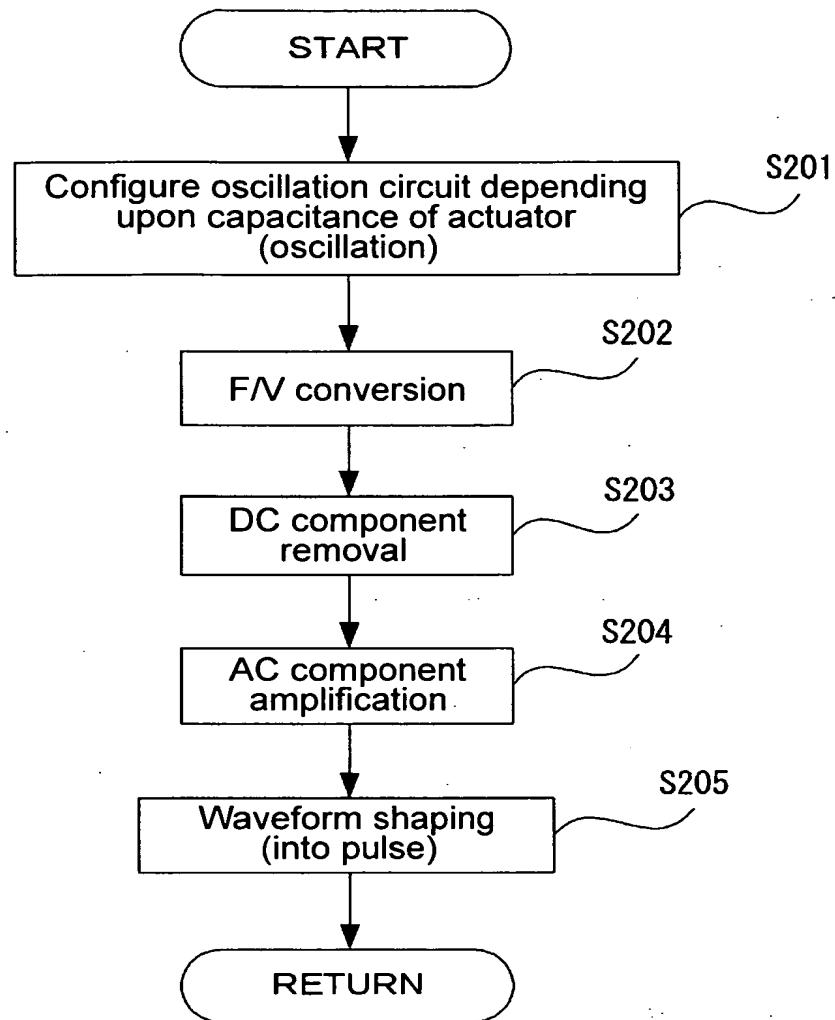 START
Configure oscillation circuit depending
upon capacitance of actuator
(oscillation)
S201
F/V conversion
S202
DC component
removal
S203
AC component
amplification
S204
Waveform shaping
(into pulse)
S205
RETURN